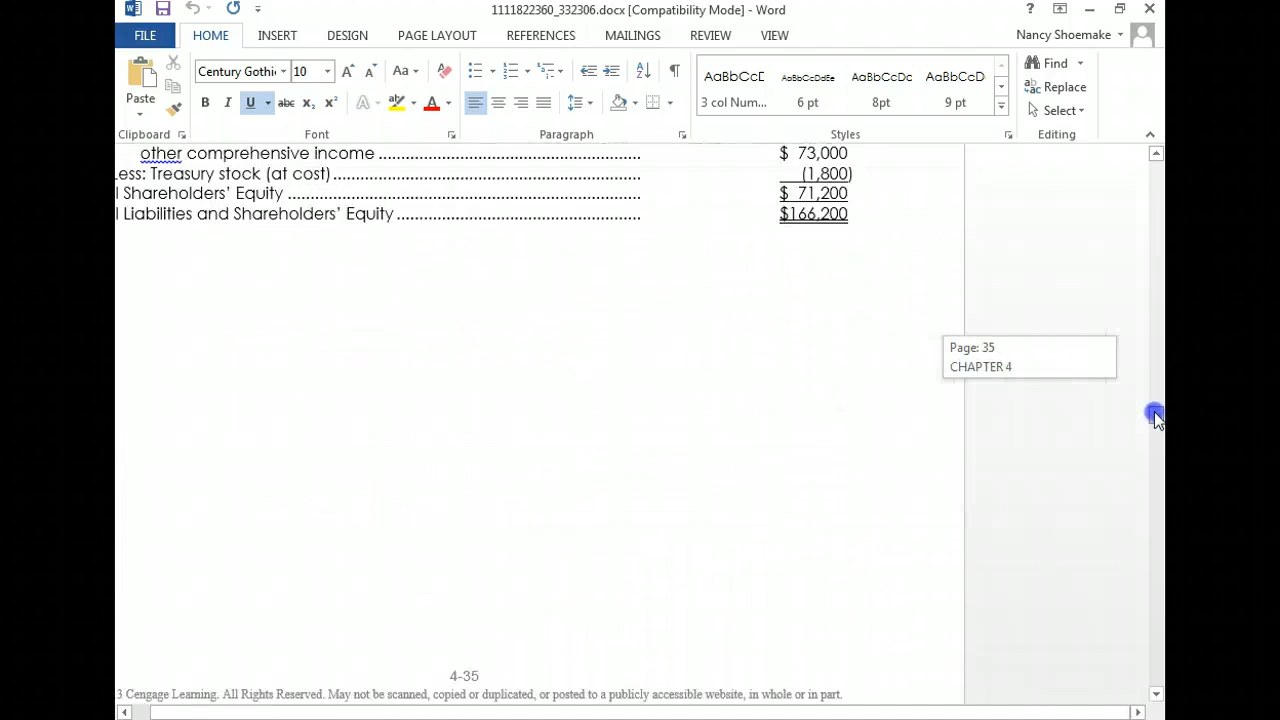 1111822360_332306.docx [Compatibility Mode] - Word
FILE HOME INSERT DESIGN PAGE LAYOUT REFERENCES MAILINGS REVIEW VIEW Nancy Shoemake
Century Gothi 10 Aa
Paste
B I U abc X₂ X² A A
Clipboard Font Paragraph Styles Editing
AaBbCcD AaBbCcDdEe AaBbCcDc AaBbCcD
3 col Num... 6 pt 8pt 9 pt
Find
Replace
Select
other comprehensive income ........................................................ $ 73,000
Less: Treasury stock (at cost) .................................................................. (1,800)
l Shareholders’ Equity ............................................................................ $ 71,200
l Liabilities and Shareholders’ Equity .................................................... $166,200
Page: 35
CHAPTER 4
4-35
3 Cengage Learning. All Rights Reserved. May not be scanned, copied or duplicated, or posted to a publicly accessible website, in whole or in part.